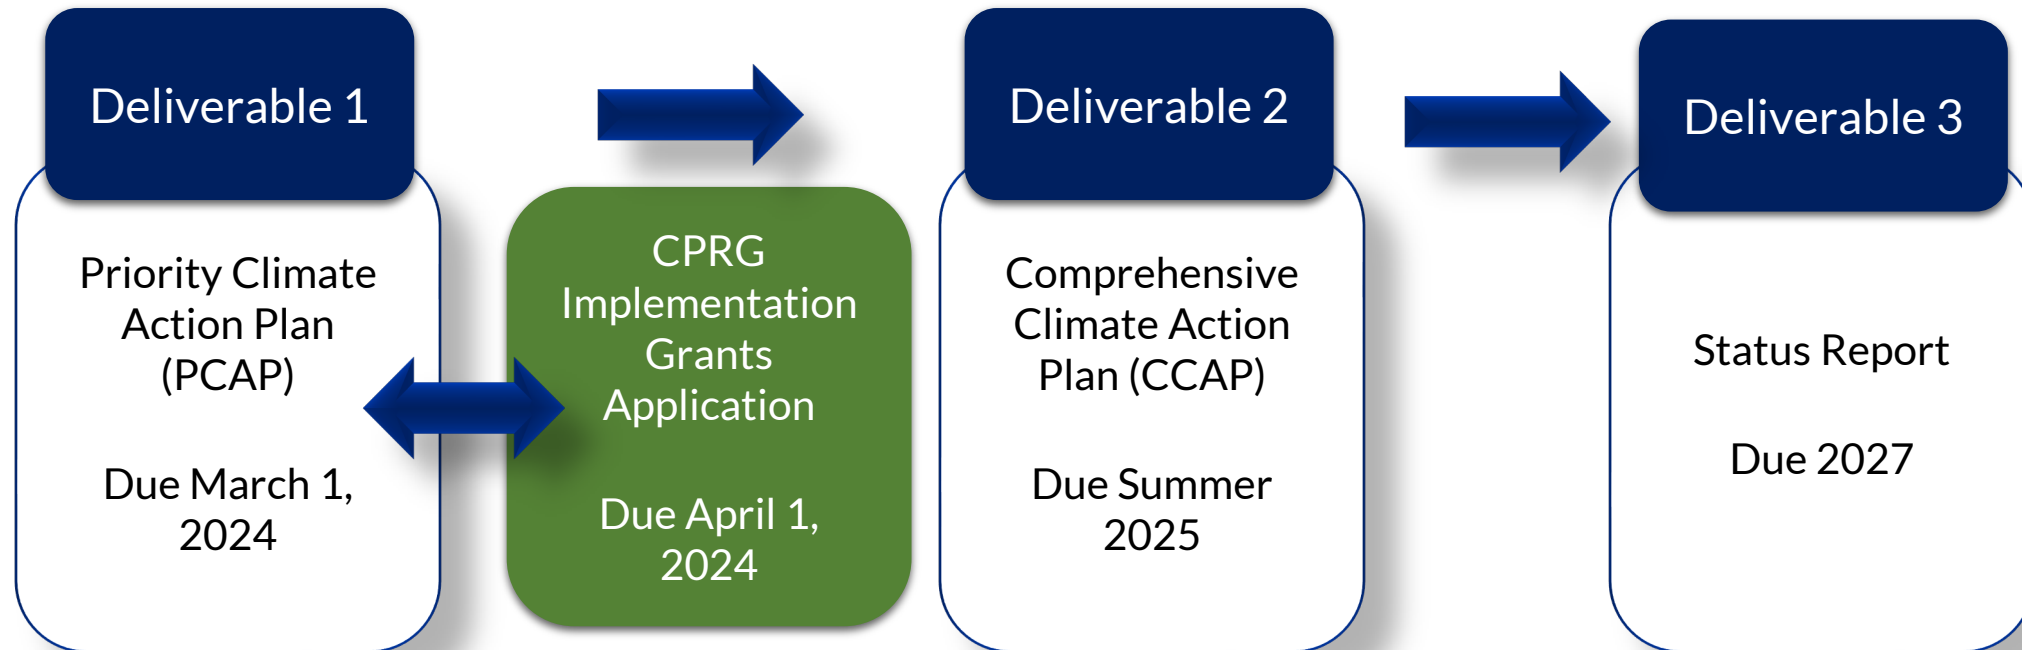 Deliverable 1
Priority Climate
Action Plan
(PCAP)
Due March 1,
2024
CPRG
Implementation
Grants
Application
Due April 1,
2024
Deliverable 2
Comprehensive
Climate Action
Plan (CCAP)
Due Summer
2025
Deliverable 3
Status Report
Due 2027